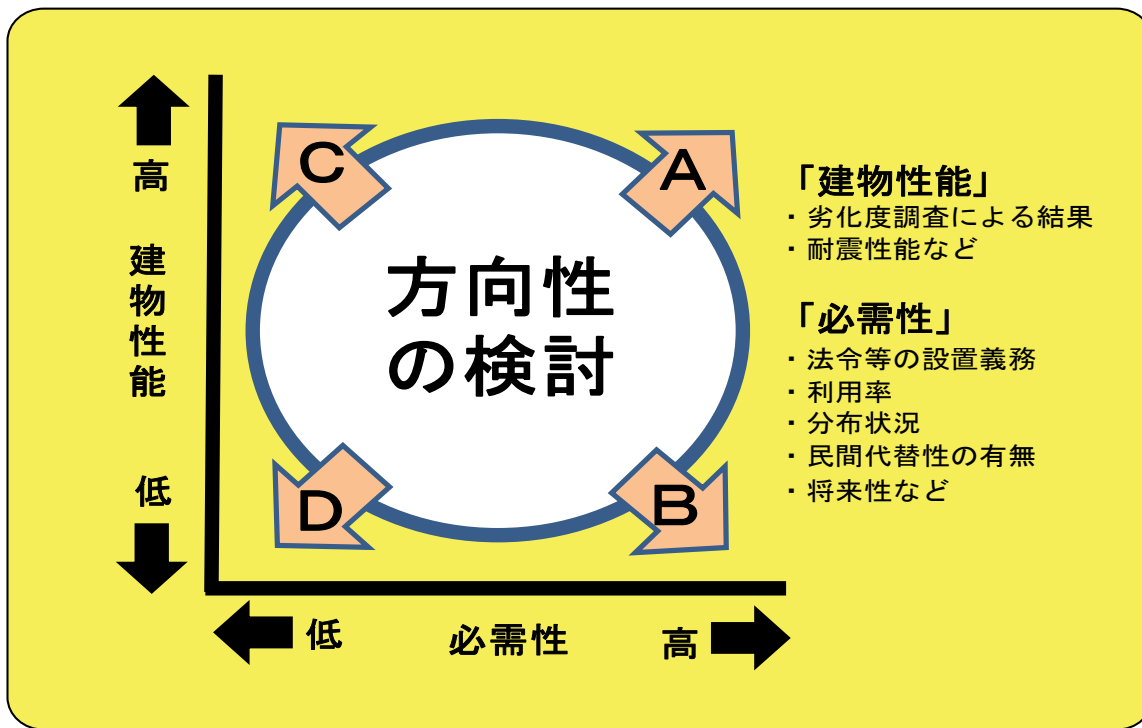 高
建物性能
低
C
A
方向性
の検討
D
B
低
必需性
高
「建物性能」
・劣化度調査による結果
・耐震性能など
「必需性」
・法令等の設置義務
・利用率
・分布状況
・民間代替性の有無
・将来性など